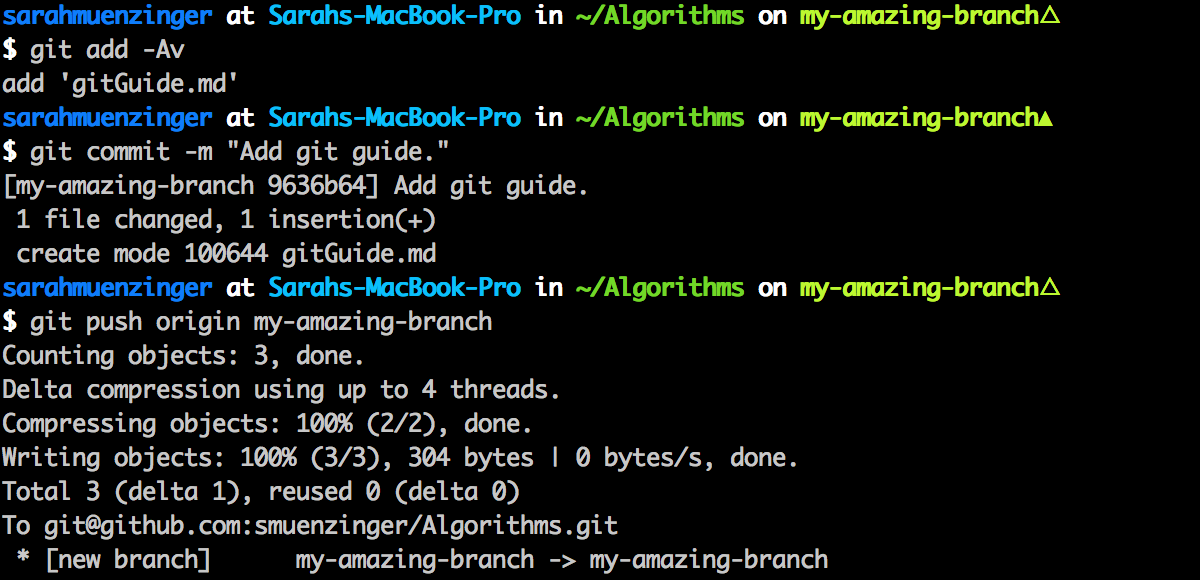 sarahmuenzinger at Sarahs-MacBook-Pro in ~/Algorithms on my-amazing-branch△
$ git add -Av
add 'gitGuide.md'
sarahmuenzinger at Sarahs-MacBook-Pro in ~/Algorithms on my-amazing-branch▲
$ git commit -m "Add git guide."
[my-amazing-branch 9636b64] Add git guide.
 1 file changed, 1 insertion(+)
 create mode 100644 gitGuide.md
sarahmuenzinger at Sarahs-MacBook-Pro in ~/Algorithms on my-amazing-branch△
$ git push origin my-amazing-branch
Counting objects: 3, done.
Delta compression using up to 4 threads.
Compressing objects: 100% (2/2), done.
Writing objects: 100% (3/3), 304 bytes | 0 bytes/s, done.
Total 3 (delta 1), reused 0 (delta 0)
To git@github.com:smuenzinger/Algorithms.git
 * [new branch]      my-amazing-branch -> my-amazing-branch